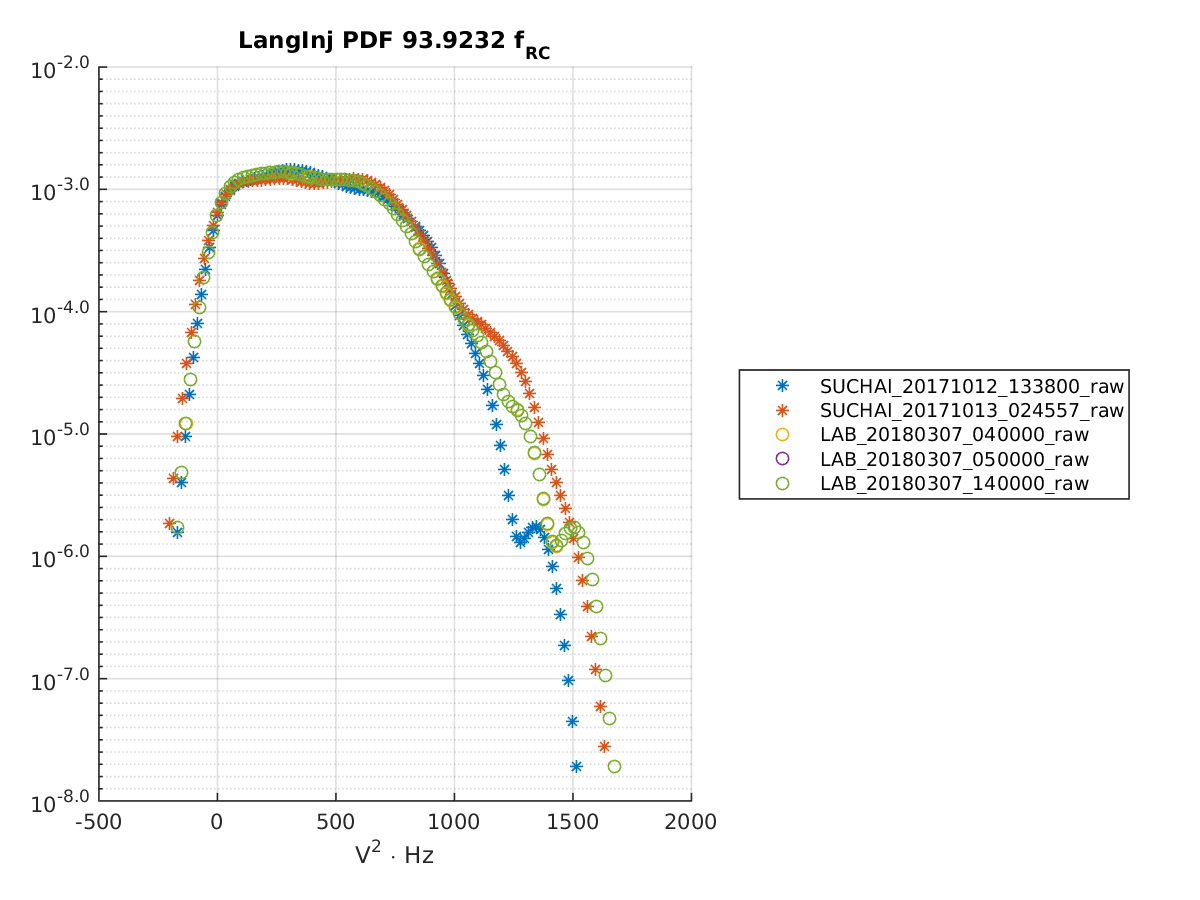 LangInj PDF 93.9232 f_RC
10^-2.0
10^-3.0
10^-4.0
10^-5.0
10^-6.0
10^-7.0
10^-8.0
-500 0 500 1000 1500 2000
V^2 · Hz
SUCHAI_20171012_133800_raw
SUCHAI_20171013_024557_raw
LAB_20180307_040000_raw
LAB_20180307_050000_raw
LAB_20180307_140000_raw